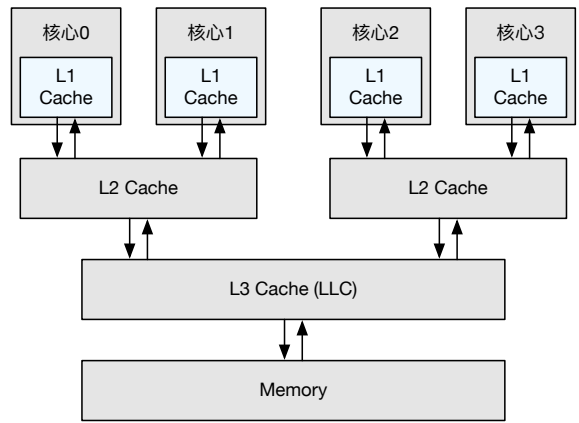 核心0
核心1
核心2
核心3
L1
Cache
L1
Cache
L1
Cache
L1
Cache
L2 Cache
L2 Cache
L3 Cache (LLC)
Memory